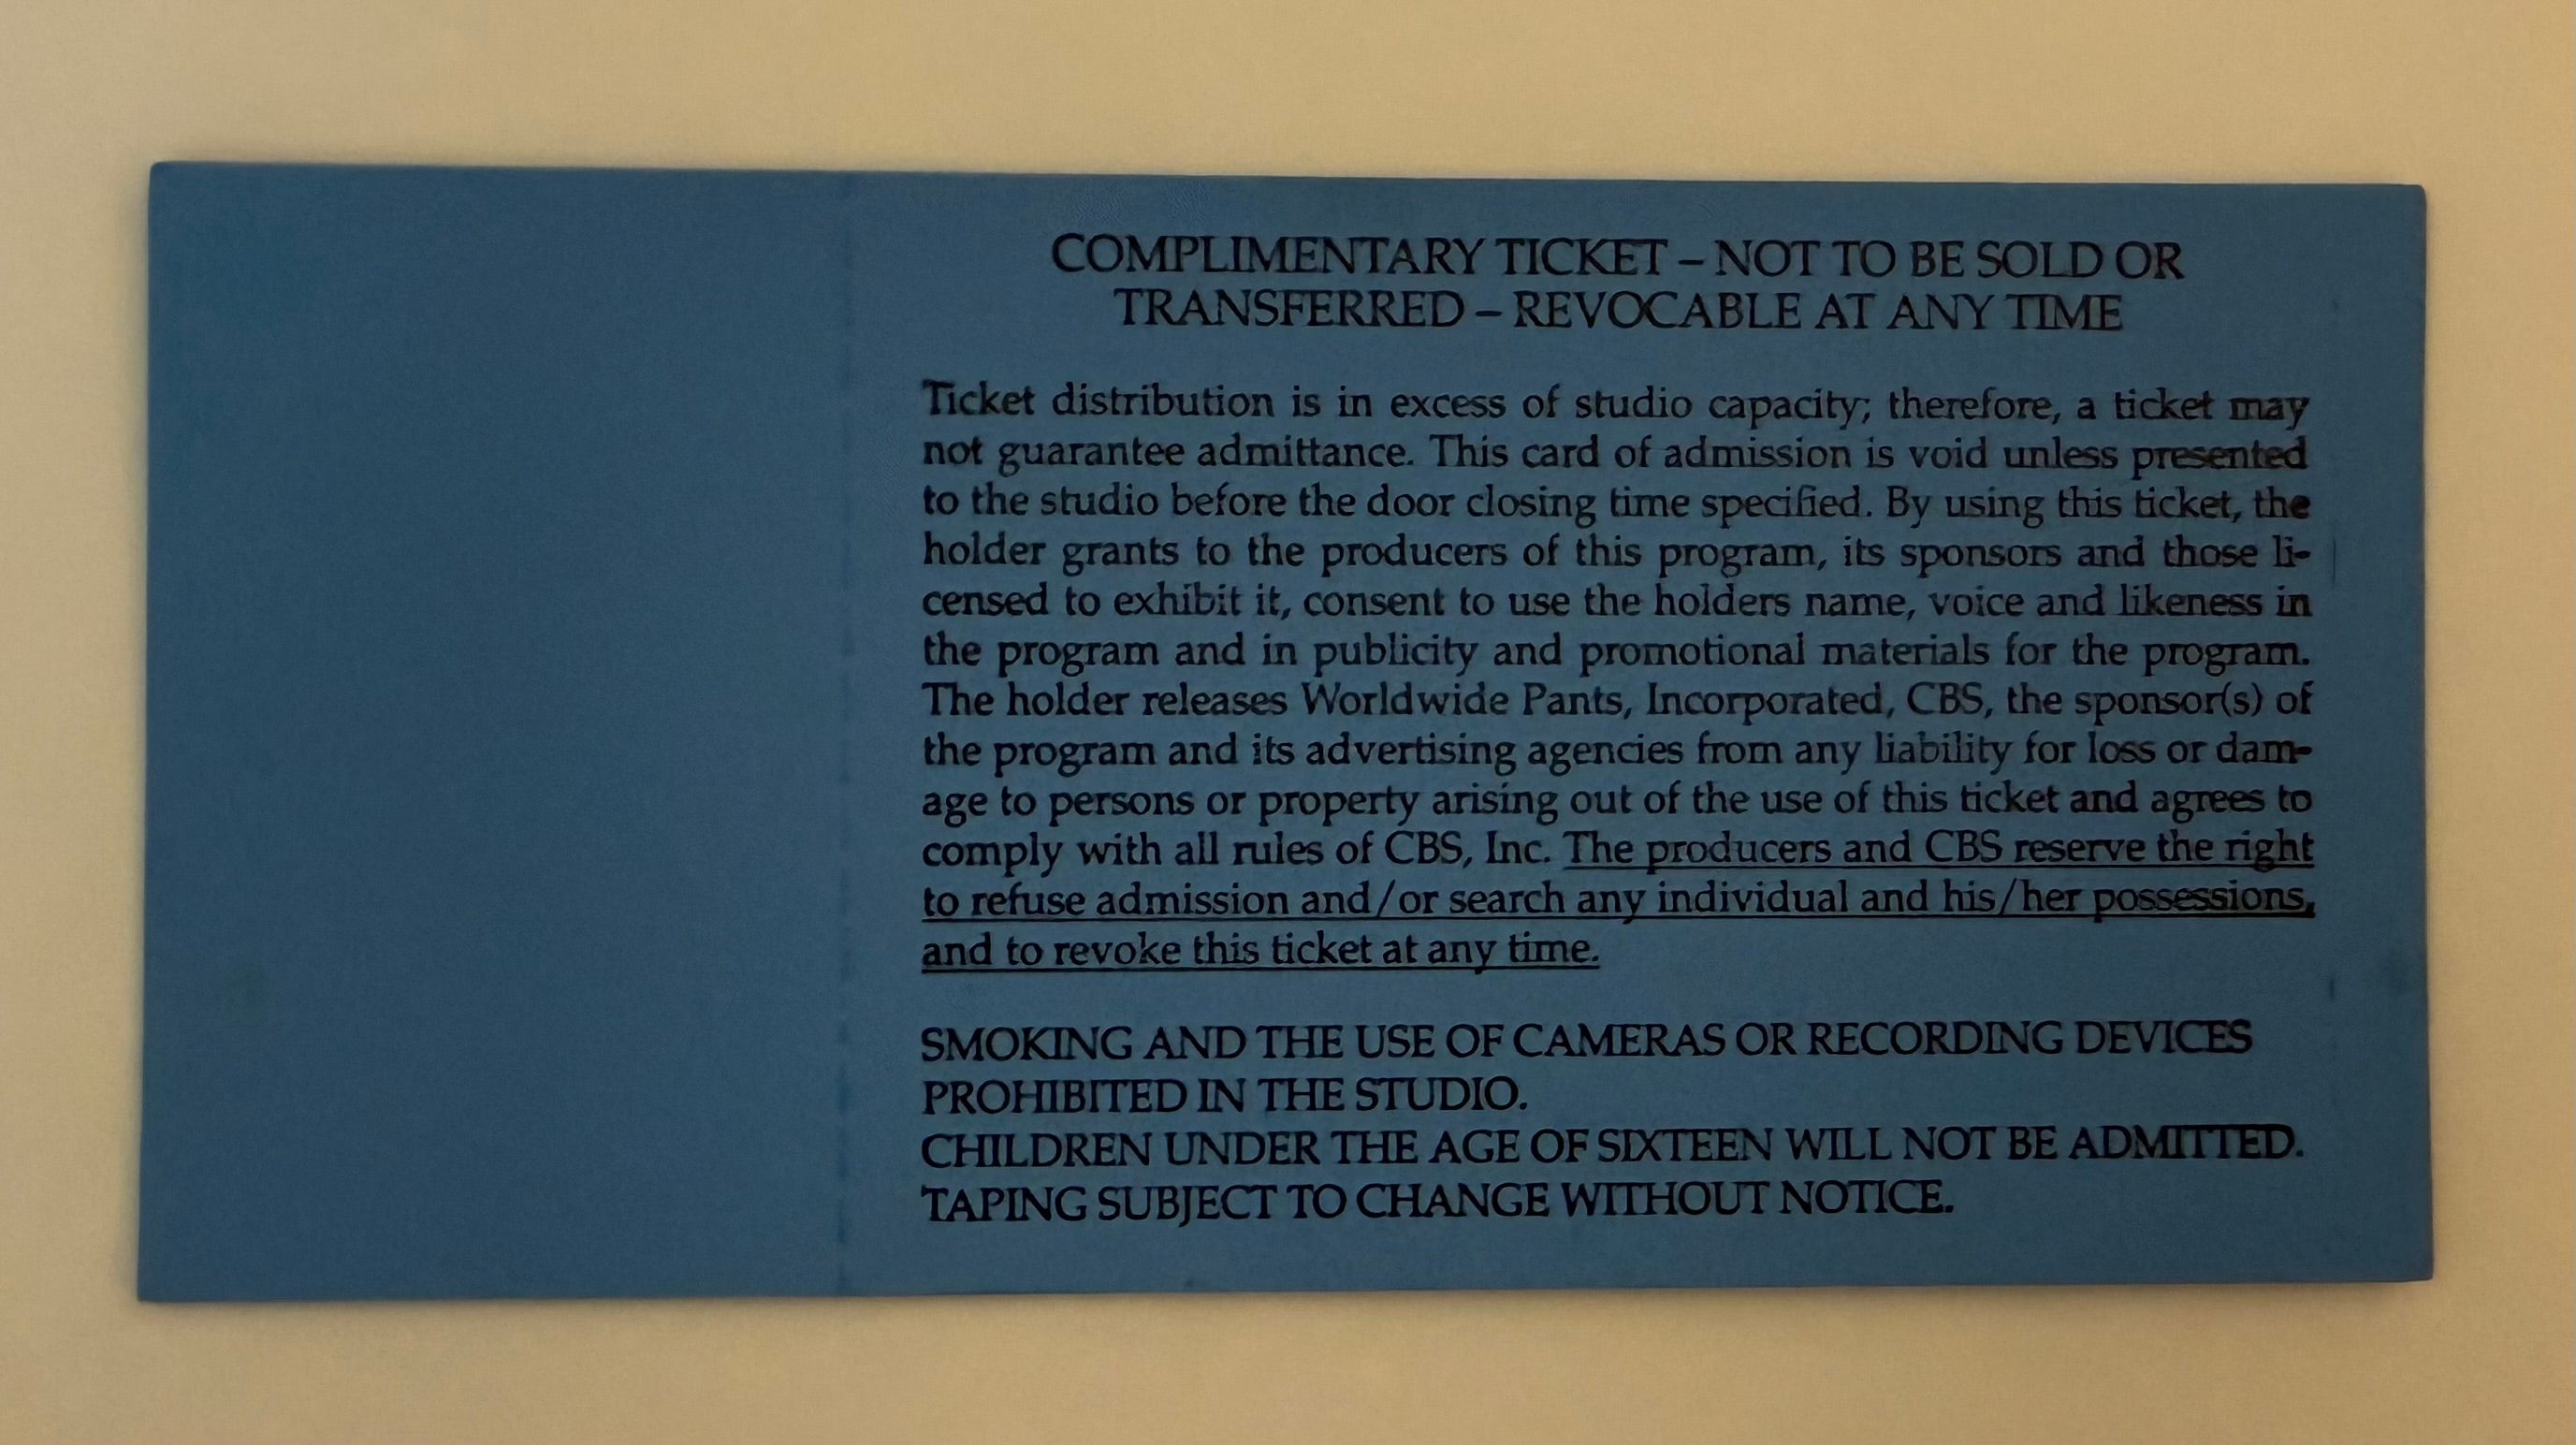 COMPLIMENTARY TICKET – NOT TO BE SOLD OR
TRANSFERRED – REVOCABLE AT ANY TIME
Ticket distribution is in excess of studio capacity; therefore, a ticket may
not guarantee admittance. This card of admission is void unless presented
to the studio before the door closing time specified. By using this ticket, the
holder grants to the producers of this program, its sponsors and those li-
censed to exhibit it, consent to use the holders name, voice and likeness in
the program and in publicity and promotional materials for the program.
The holder releases Worldwide Pants, Incorporated, CBS, the sponsor(s) of
the program and its advertising agencies from any liability for loss or dam-
age to persons or property arising out of the use of this ticket and agrees to
comply with all rules of CBS, Inc. The producers and CBS reserve the right
to refuse admission and/or search any individual and his/her possessions,
and to revoke this ticket at any time.
SMOKING AND THE USE OF CAMERAS OR RECORDING DEVICES
PROHIBITED IN THE STUDIO.
CHILDREN UNDER THE AGE OF SIXTEEN WILL NOT BE ADMITTED.
TAPING SUBJECT TO CHANGE WITHOUT NOTICE.